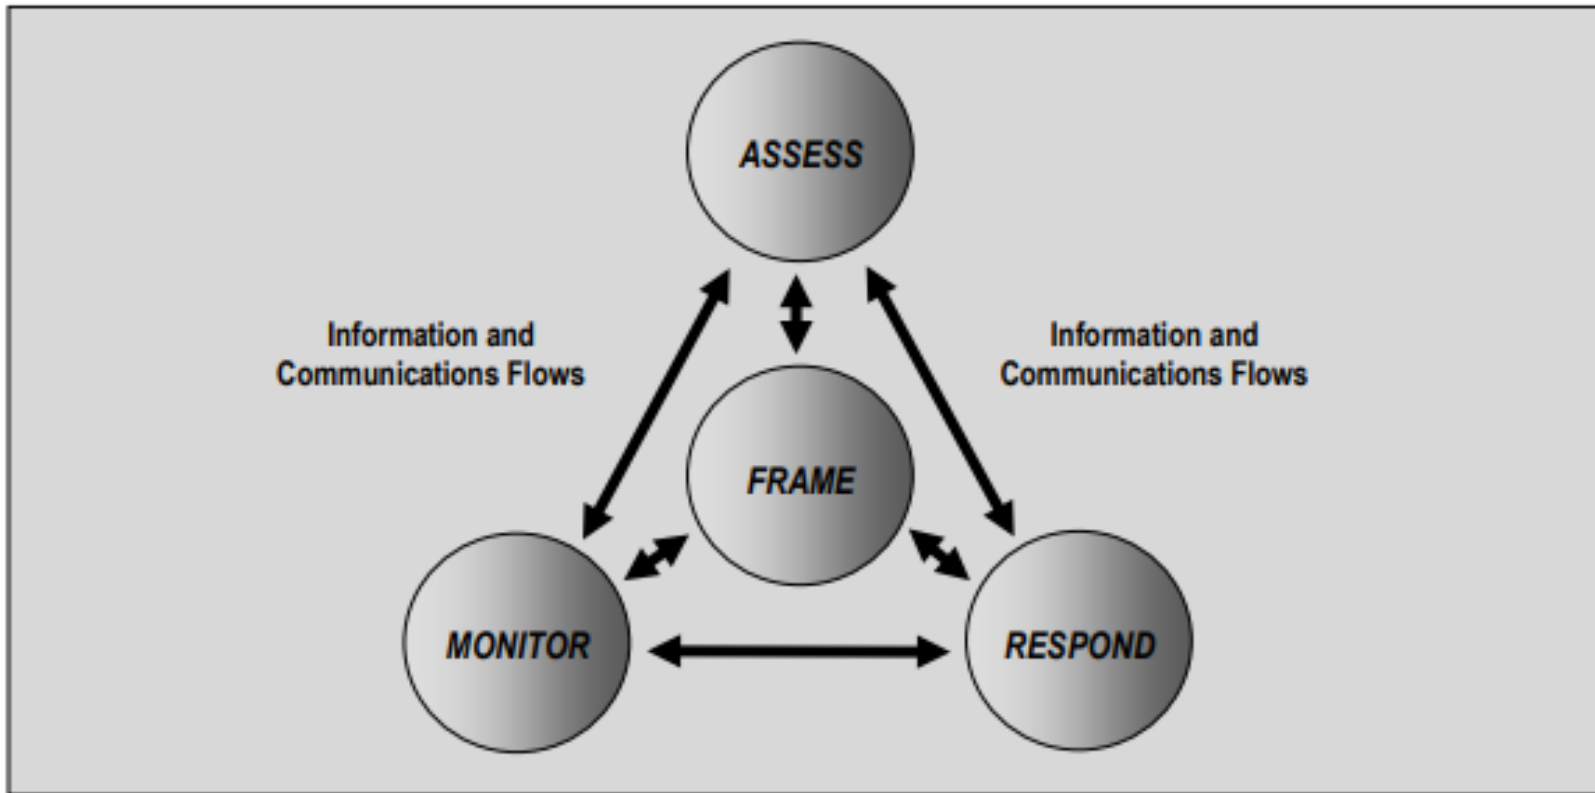 ASSESS
Information and
Communications Flows
Information and
Communications Flows
FRAME
MONITOR
RESPOND